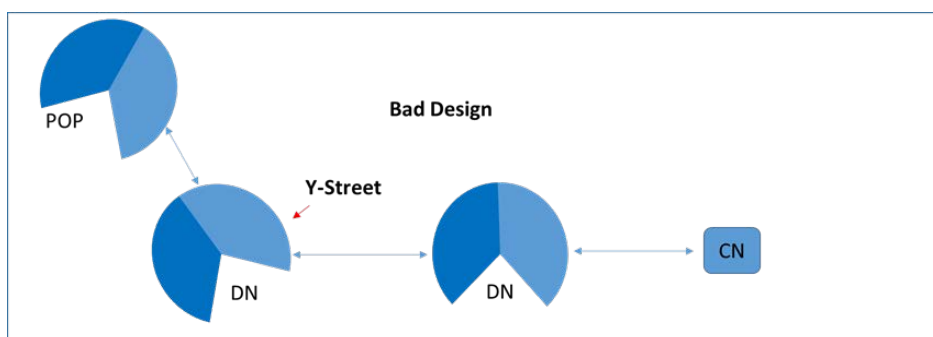 POP
Bad Design
Y-Street
CN
DN
DN